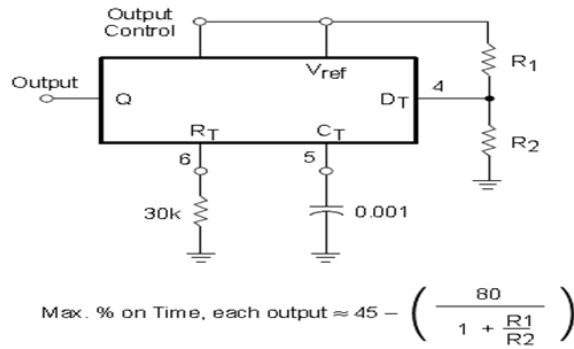 Output
Control
Output
Q
Vref
DT
4
R1
RT
CT
R2
6
5
30k
0.001
Max. % on Time, each output ≈ 45 − ( 80 / 1 + R1/R2 )